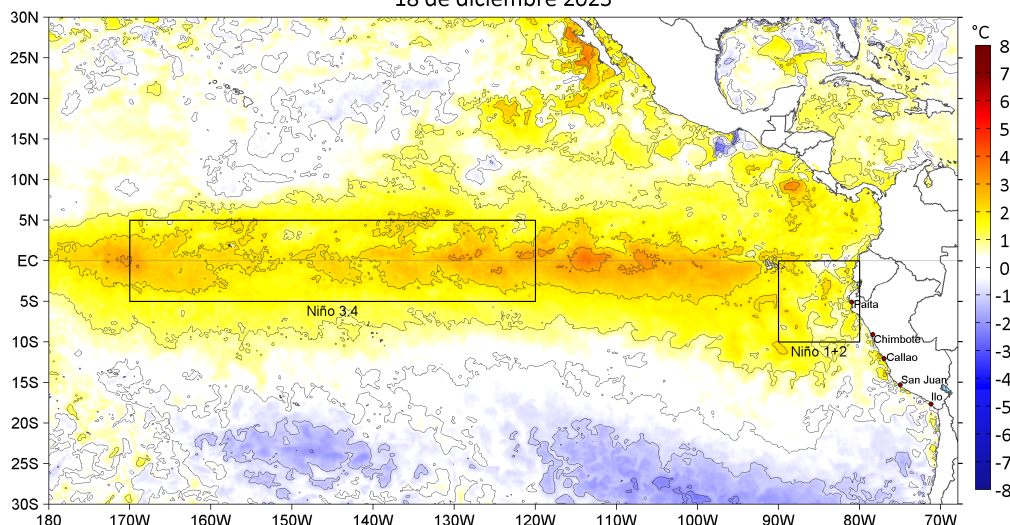 18 de diciembre 2023
°C
30N
25N
20N
15N
10N
5N
EC
5S
10S
15S
20S
25S
30S
180
170W
160W
150W
140W
130W
120W
110W
100W
90W
80W
70W
Niño 3.4
Niño 1+2
Paita
Chimbote
Callao
San Juan
Ilo
8
7
6
5
4
3
2
1
0
-1
-2
-3
-4
-5
-6
-7
-8